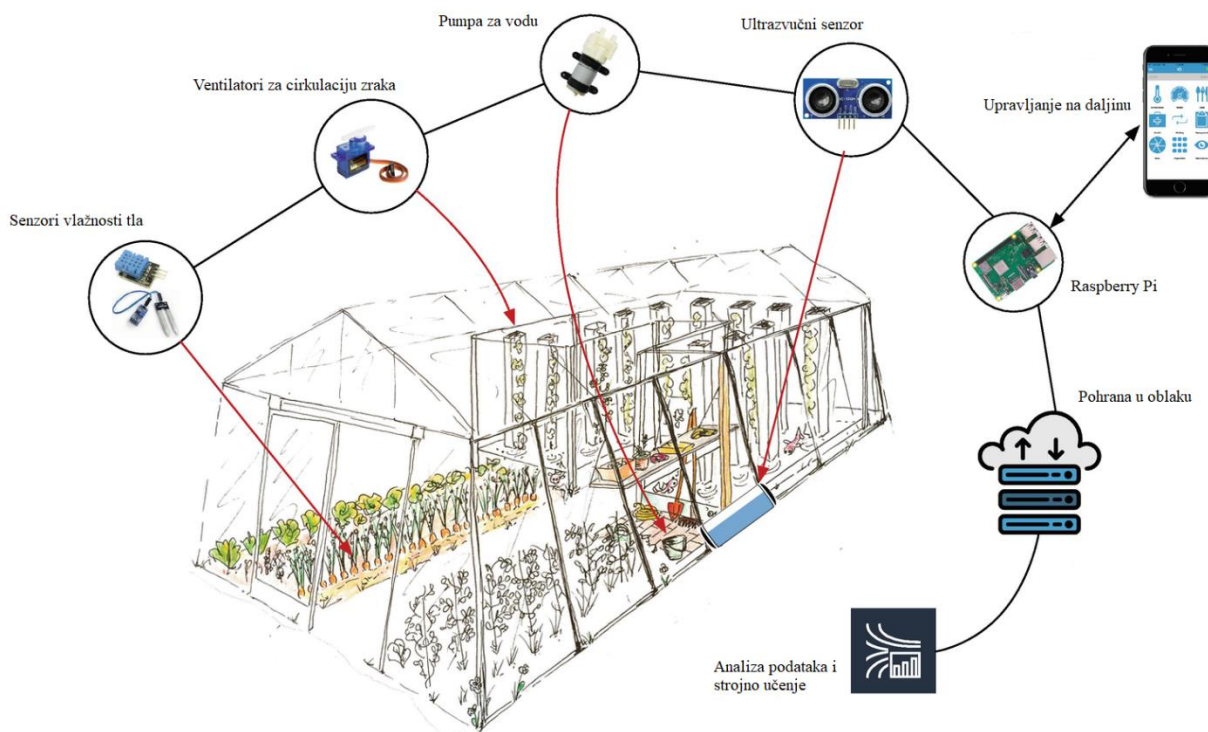 Pumpa za vodu
Ultrazvučni senzor
Ventilatori za cirkulaciju zraka
Upravljanje na daljinu
Senzori vlažnosti tla
Raspberry Pi
Pohrana u oblaku
Analiza podataka i
strojno učenje